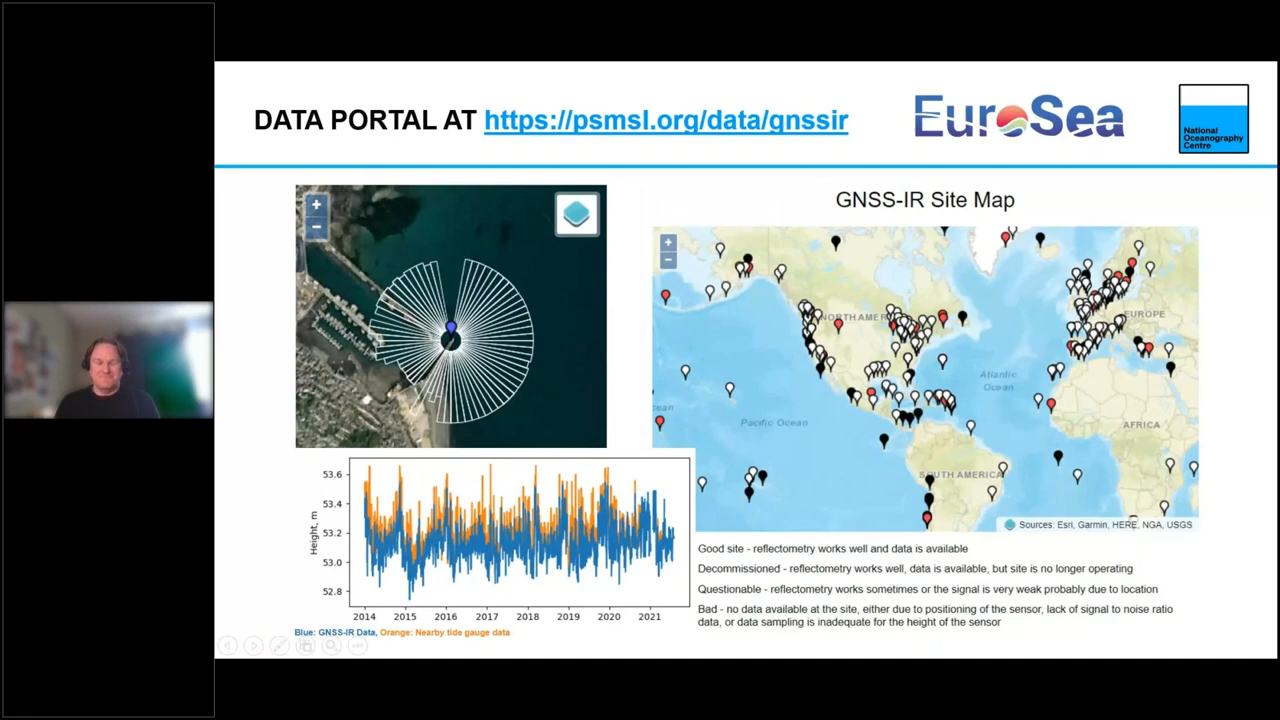 DATA PORTAL AT https://psmsl.org/data/gnssir
EuroSea
National
Oceanography
Centre
+
−
GNSS-IR Site Map
+
−
NORTH AMER
EUROPE
Atlantic
Ocean
cean
Pacific Ocean
AFRICA
SOUTH AMERICA
Sources: Esri, Garmin, HERE, NGA, USGS
Height, m
53.6
53.4
53.2
53.0
52.8
2014 2015 2016 2017 2018 2019 2020 2021
Blue: GNSS-IR Data, Orange: Nearby tide gauge data
Good site - reflectometry works well and data is available
Decommissioned - reflectometry works well, data is available, but site is no longer operating
Questionable - reflectometry works sometimes or the signal is very weak probably due to location
Bad - no data available at the site, either due to positioning of the sensor, lack of signal to noise ratio
data, or data sampling is inadequate for the height of the sensor